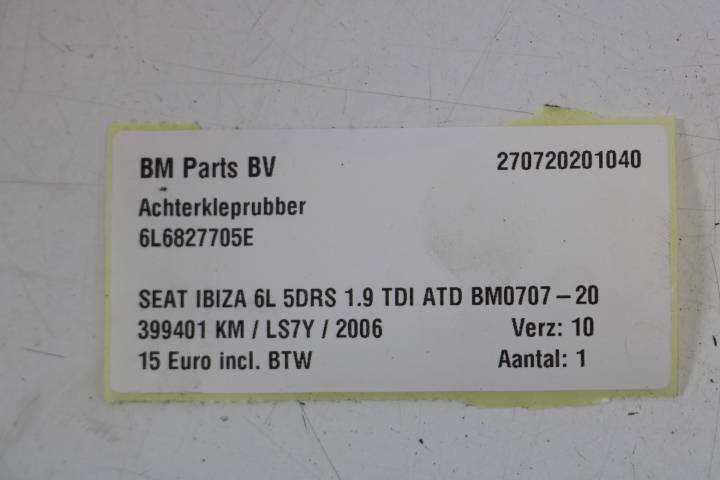 BM Parts BV 270720201040
Achterkleprubber
6L6827705E
SEAT IBIZA 6L 5DRS 1.9 TDI ATD BM0707-20
399401 KM / LS7Y / 2006 Verz: 10
15 Euro incl. BTW Aantal: 1